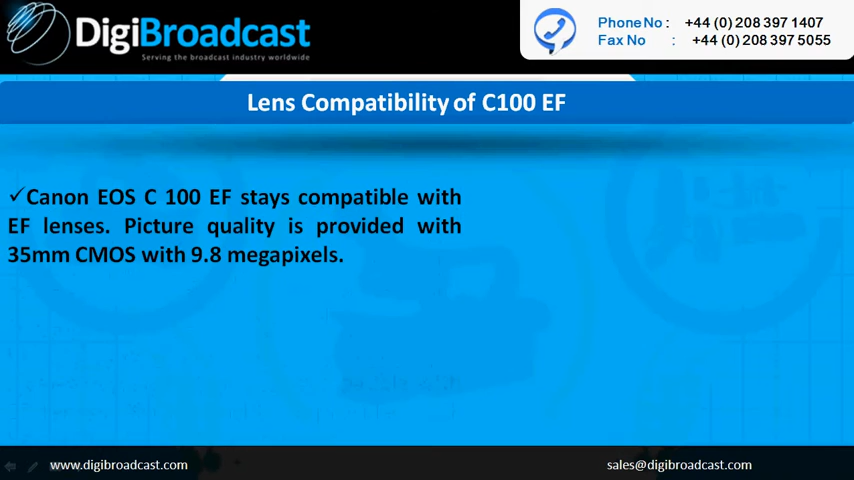 DigiBroadcast
Serving the broadcast industry worldwide
Phone No : +44 (0) 208 397 1407
Fax No : +44 (0) 208 397 5055
Lens Compatibility of C100 EF
✓Canon EOS C 100 EF stays compatible with
EF lenses. Picture quality is provided with
35mm CMOS with 9.8 megapixels.
www.digibroadcast.com
sales@digibroadcast.com